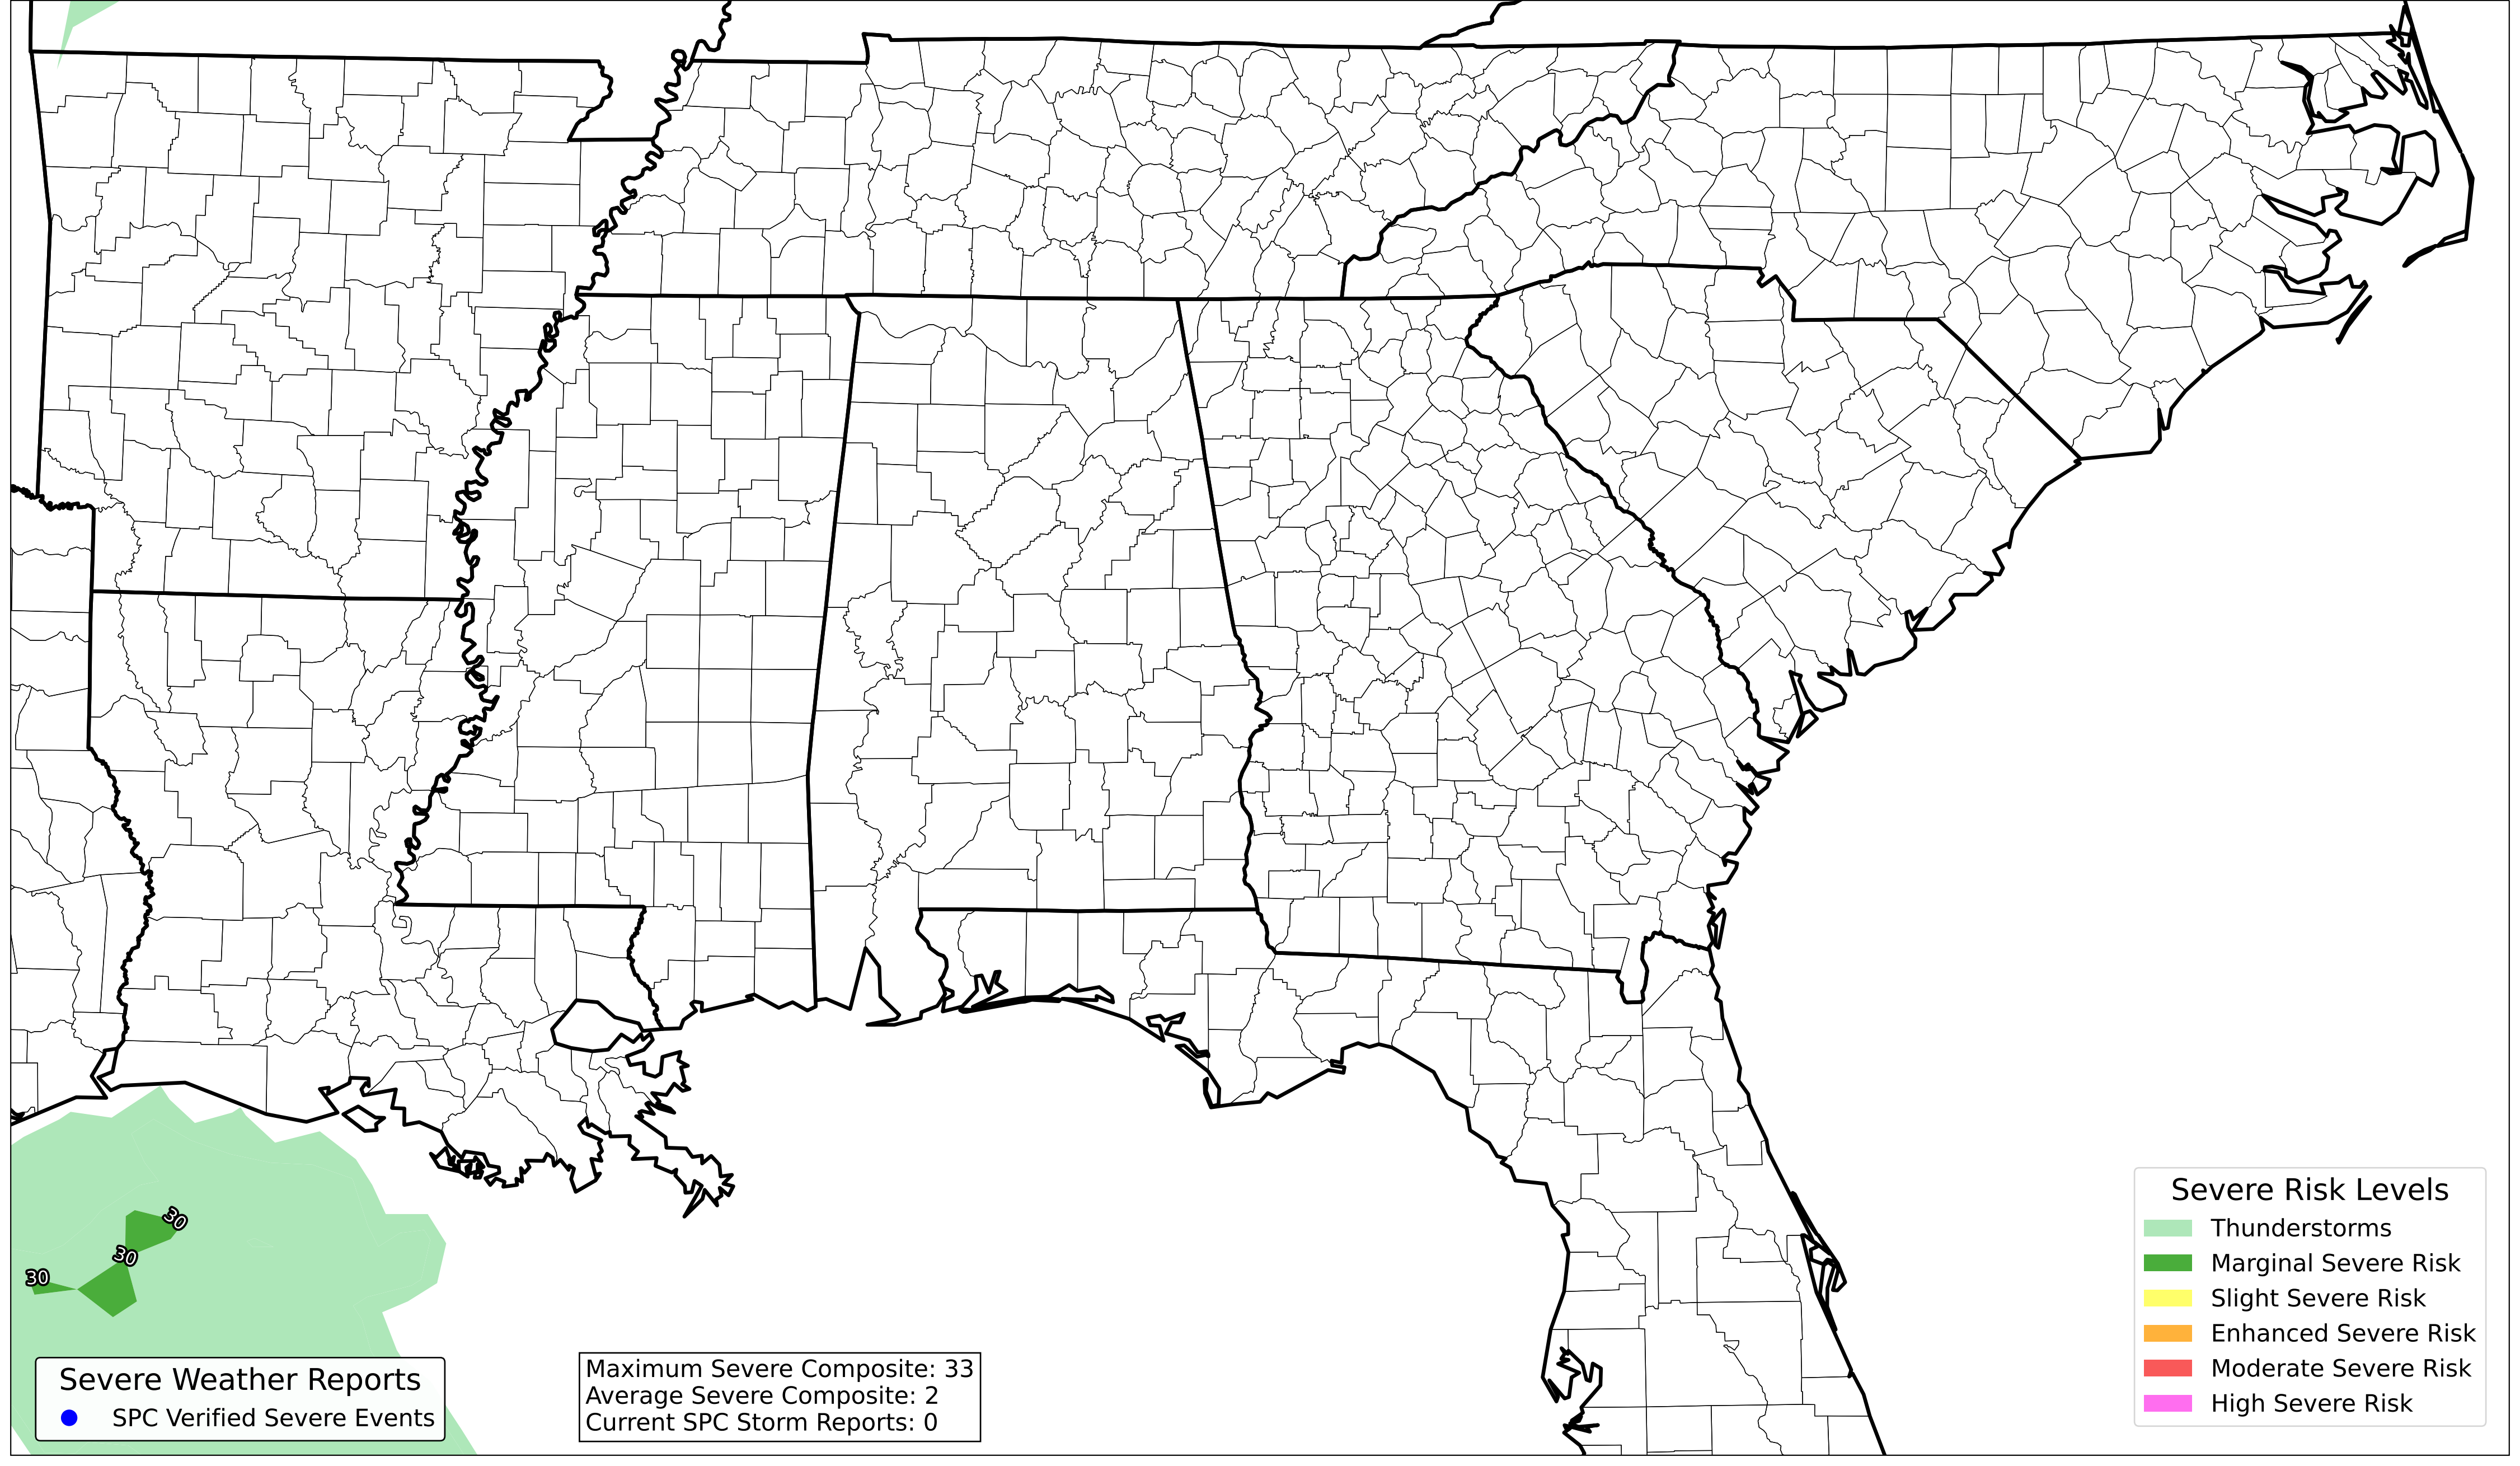 30
30
30
Severe Weather Reports
SPC Verified Severe Events
Maximum Severe Composite: 33
Average Severe Composite: 2
Current SPC Storm Reports: 0
Severe Risk Levels
Thunderstorms
Marginal Severe Risk
Slight Severe Risk
Enhanced Severe Risk
Moderate Severe Risk
High Severe Risk